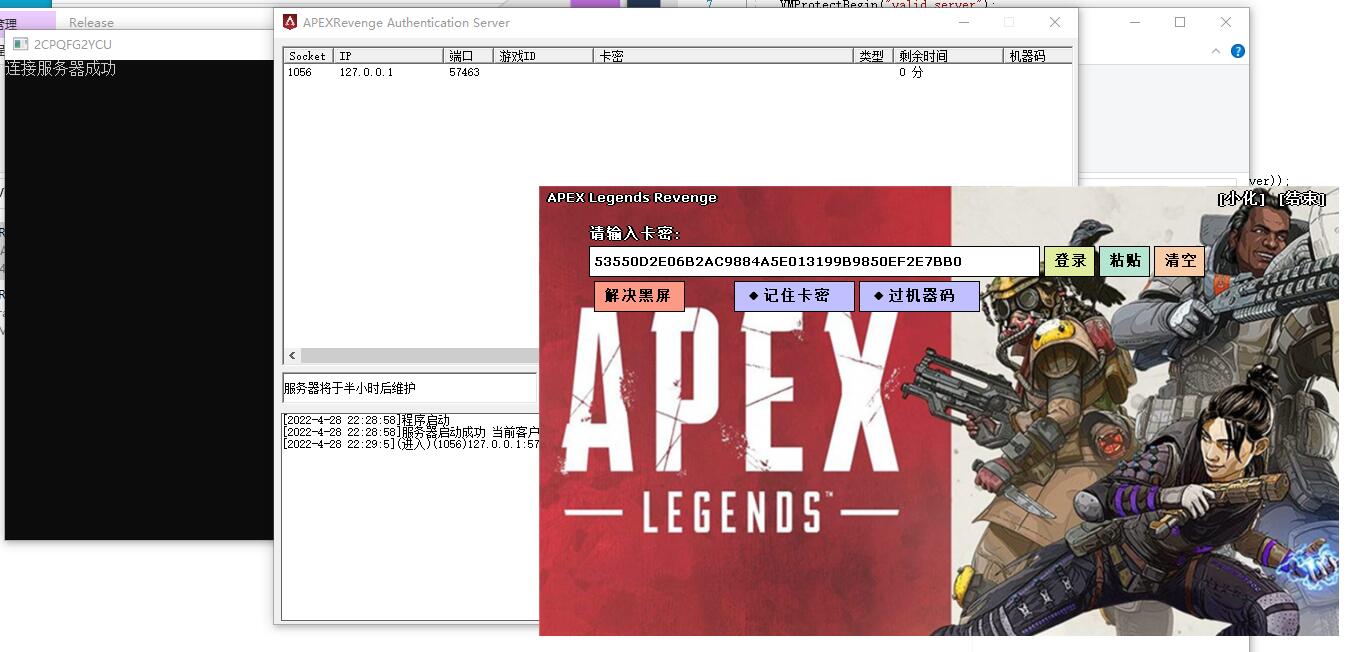 管理
Release
7
VMProtectBegin("valid server");
2CPQFG2YCU
连接服务器成功
APEXRevenge Authentication Server
Socket IP 端口 游戏ID 卡密 类型 剩余时间 机器码
1056 127.0.0.1 57463 0 分
ver));
APEX Legends Revenge
[小化] [结束]
请输入卡密:
53550D2E06B2AC9884A5E013199B9850EF2E7BB0
登录 粘贴 清空
解决黑屏 ◆记住卡密 ◆过机器码
APEX
LEGENDS™
服务器将于半小时后维护
[2022-4-28 22:28:58]程序启动
[2022-4-28 22:28:58]服务器启动成功 当前客户
[2022-4-28 22:29:5](进入)(1056)127.0.0.1:57